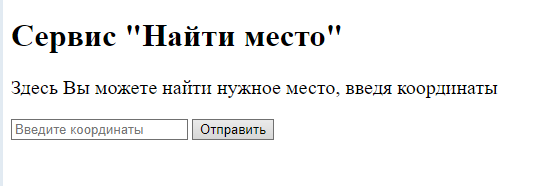 Сервис "Найти место"
Здесь Вы можете найти нужное место, введя координаты
Введите координаты Отправить